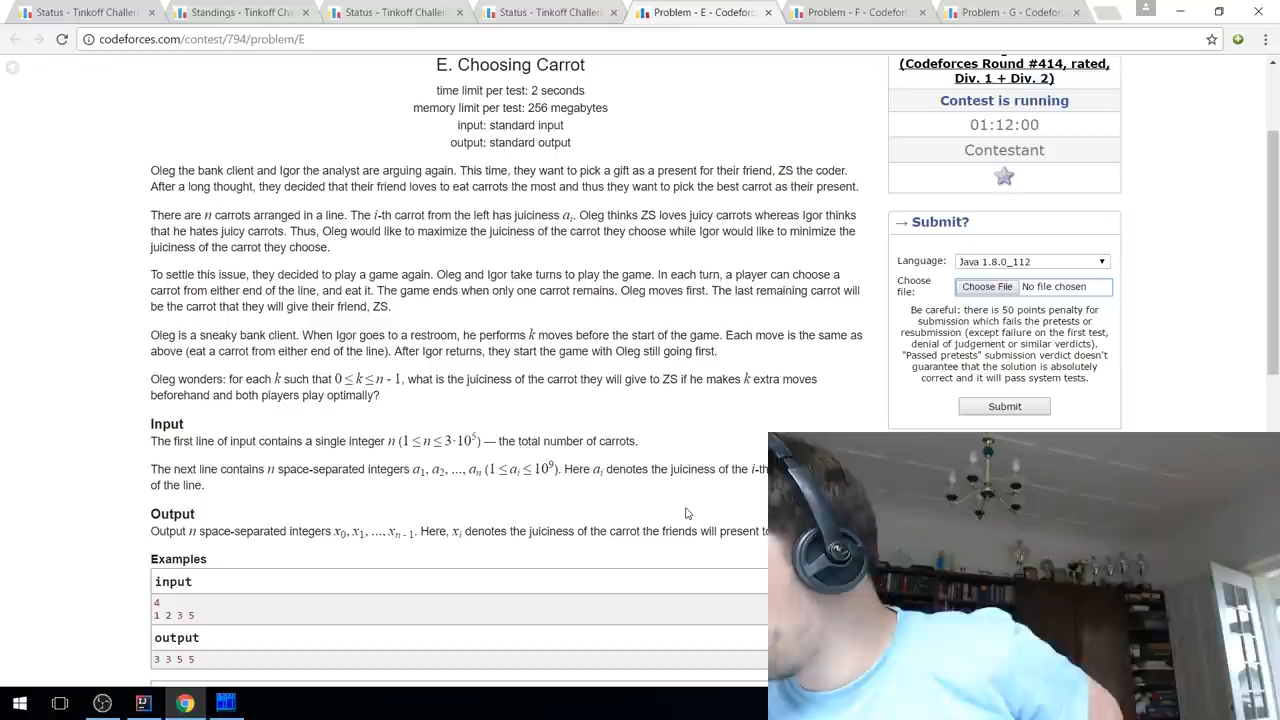 Status - Tinkoff Challen
Standings - Tinkoff Chal
Status - Tinkoff Challen
Status - Tinkoff Challen
Problem - E - Codeforc
Problem - F - Codeforc
Problem - G - Codeforc
codeforces.com/contest/794/problem/E
E. Choosing Carrot
time limit per test: 2 seconds
memory limit per test: 256 megabytes
input: standard input
output: standard output
Oleg the bank client and Igor the analyst are arguing again. This time, they want to pick a gift as a present for their friend, ZS the coder.
After a long thought, they decided that their friend loves to eat carrots the most and thus they want to pick the best carrot as their present.
There are n carrots arranged in a line. The i-th carrot from the left has juiciness aᵢ. Oleg thinks ZS loves juicy carrots whereas Igor thinks
that he hates juicy carrots. Thus, Oleg would like to maximize the juiciness of the carrot they choose while Igor would like to minimize the
juiciness of the carrot they choose.
To settle this issue, they decided to play a game again. Oleg and Igor take turns to play the game. In each turn, a player can choose a
carrot from either end of the line, and eat it. The game ends when only one carrot remains. Oleg moves first. The last remaining carrot will
be the carrot that they will give their friend, ZS.
Oleg is a sneaky bank client. When Igor goes to a restroom, he performs k moves before the start of the game. Each move is the same as
above (eat a carrot from either end of the line). After Igor returns, they start the game with Oleg still going first.
Oleg wonders: for each k such that 0 ≤ k ≤ n - 1, what is the juiciness of the carrot they will give to ZS if he makes k extra moves
beforehand and both players play optimally?
Input
The first line of input contains a single integer n (1 ≤ n ≤ 3·10⁵) — the total number of carrots.
The next line contains n space-separated integers a₁, a₂, ..., aₙ (1 ≤ aᵢ ≤ 10⁹). Here aᵢ denotes the juiciness of the i-th
of the line.
Output
Output n space-separated integers x₀, x₁, ..., xₙ₋₁. Here, xᵢ denotes the juiciness of the carrot the friends will present to
Examples
input
4
1 2 3 5
output
3 3 5 5
(Codeforces Round #414, rated,
Div. 1 + Div. 2)
Contest is running
01:12:00
Contestant
→ Submit?
Language: Java 1.8.0_112
Choose file: Choose File No file chosen
Be careful: there is 50 points penalty for
submission which fails the pretests or
resubmission (except failure on the first test,
denial of judgement or similar verdicts).
"Passed pretests" submission verdict doesn't
guarantee that the solution is absolutely
correct and it will pass system tests.
Submit